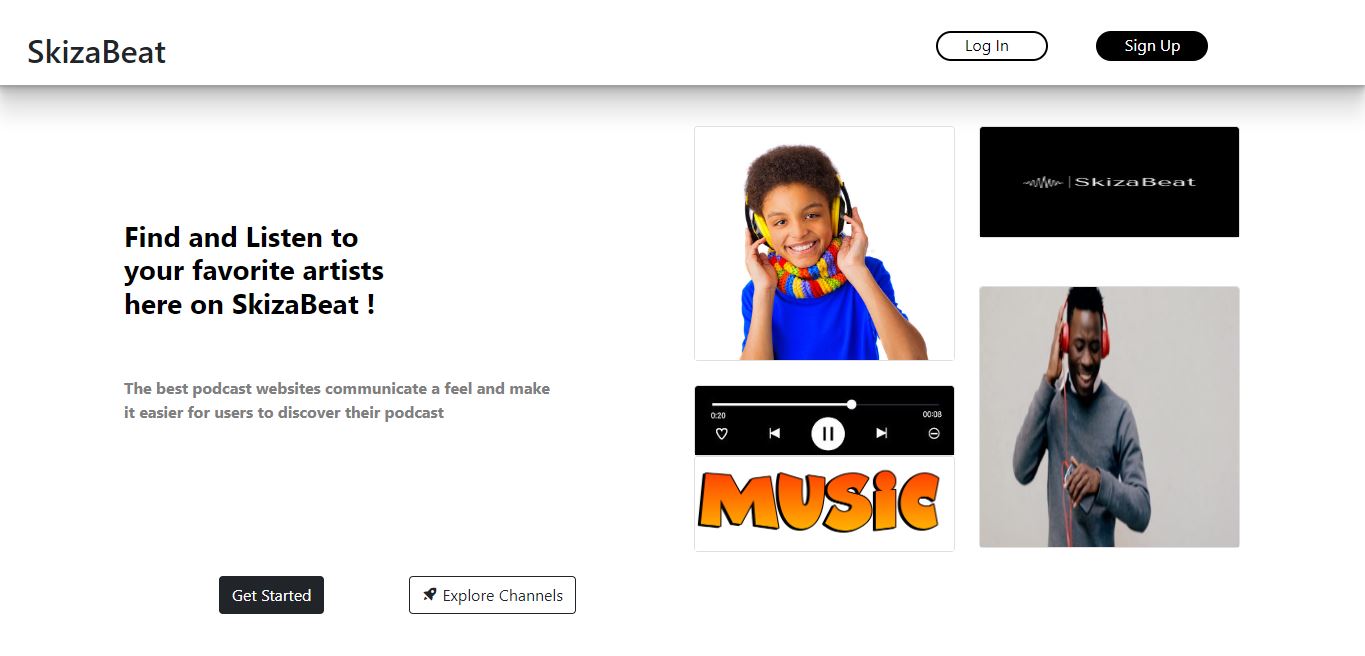 SkizaBeat
Log In
Sign Up
Find and Listen to
your favorite artists
here on SkizaBeat !
The best podcast websites communicate a feel and make
it easier for users to discover their podcast
Get Started
Explore Channels
SkizaBeat
0:20
00:08
MUSiC